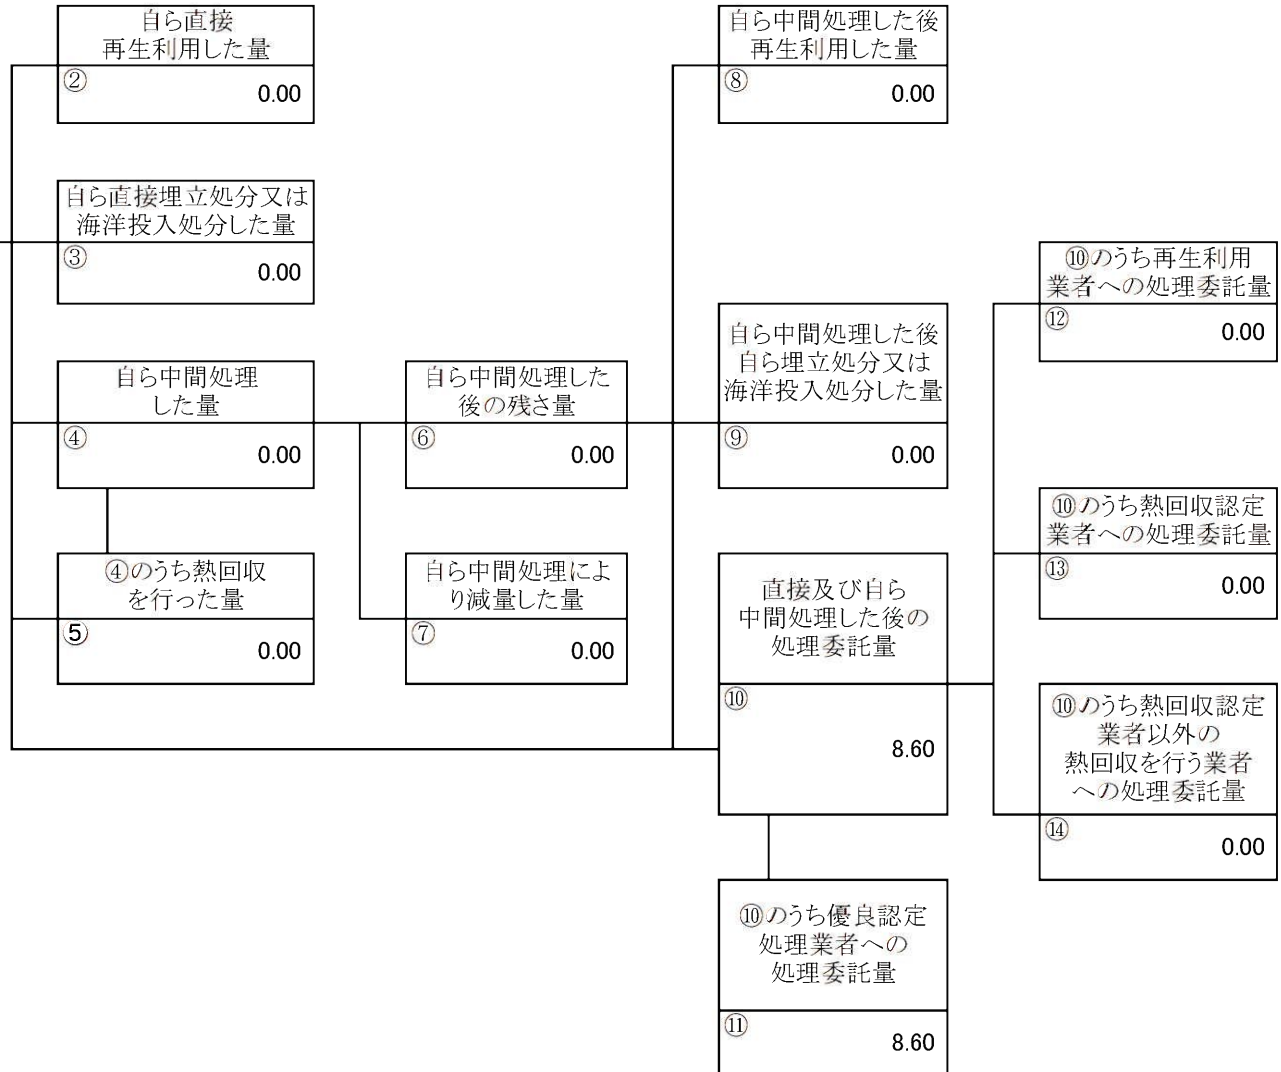 自ら直接
再生利用した量
②
0.00
自ら直接埋立処分又は
海洋投入処分した量
③
0.00
自ら中間処理
した量
④
0.00
④のうち熱回収
を行った量
⑤
0.00
自ら中間処理した
後の残さ量
⑥
0.00
自ら中間処理によ
り減量した量
⑦
0.00
自ら中間処理した後
再生利用した量
⑧
0.00
自ら中間処理した後
自ら埋立処分又は
海洋投入処分した量
⑨
0.00
直接及び自ら
中間処理した後の
処理委託量
⑩
8.60
⑩のうち優良認定
処理業者への
処理委託量
⑪
8.60
⑩のうち再生利用
業者への処理委託量
⑫
0.00
⑩のうち熱回収認定
業者への処理委託量
⑬
0.00
⑩のうち熱回収認定
業者以外の
熱回収を行う業者
への処理委託量
⑭
0.00